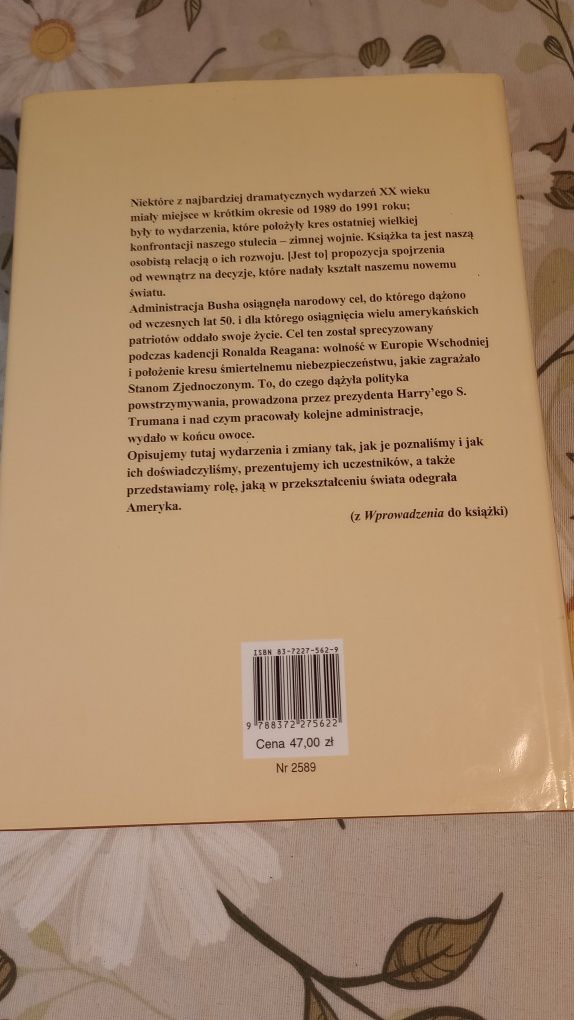 Niektóre z najbardziej dramatycznych wydarzeń XX wieku
miały miejsce w krótkim okresie od 1989 do 1991 roku;
były to wydarzenia, które położyły kres ostatniej wielkiej
konfrontacji naszego stulecia – zimnej wojnie. Książka ta jest naszą
osobistą relacją o ich rozwoju. [Jest to] propozycja spojrzenia
od wewnątrz na decyzje, które nadały kształt naszemu nowemu
światu.
Administracja Busha osiągnęła narodowy cel, do którego dążono
od wczesnych lat 50. i dla którego osiągnięcia wielu amerykańskich
patriotów oddało swoje życie. Cel ten został sprecyzowany
podczas kadencji Ronalda Reagana: wolność w Europie Wschodniej
i położenie kresu śmiertelnemu niebezpieczeństwu, jakie zagrażało
Stanom Zjednoczonym. To, do czego dążyła polityka
powstrzymywania, prowadzona przez prezydenta Harry'ego S.
Trumana i nad czym pracowały kolejne administracje,
wydało w końcu owoce.
Opisujemy tutaj wydarzenia i zmiany tak, jak je poznaliśmy i jak
ich doświadczyliśmy, prezentujemy ich uczestników, a także
przedstawiamy rolę, jaką w przekształceniu świata odegrała
Ameryka.
(z Wprowadzenia do książki)
ISBN 83-7227-562-9
9 788372 275622
Cena 47,00 zł
Nr 2589